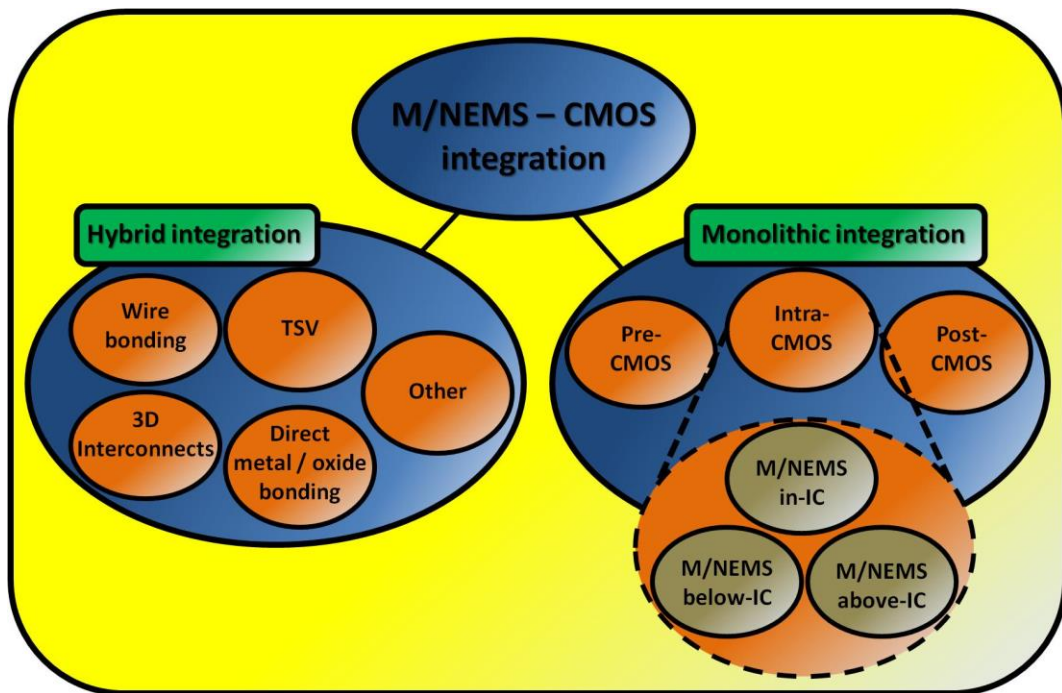 M/NEMS – CMOS
integration
Hybrid integration
Wire
bonding
TSV
Other
3D
Interconnects
Direct
metal / oxide
bonding
Monolithic integration
Pre-
CMOS
Intra-
CMOS
Post-
CMOS
M/NEMS
in-IC
M/NEMS
below-IC
M/NEMS
above-IC